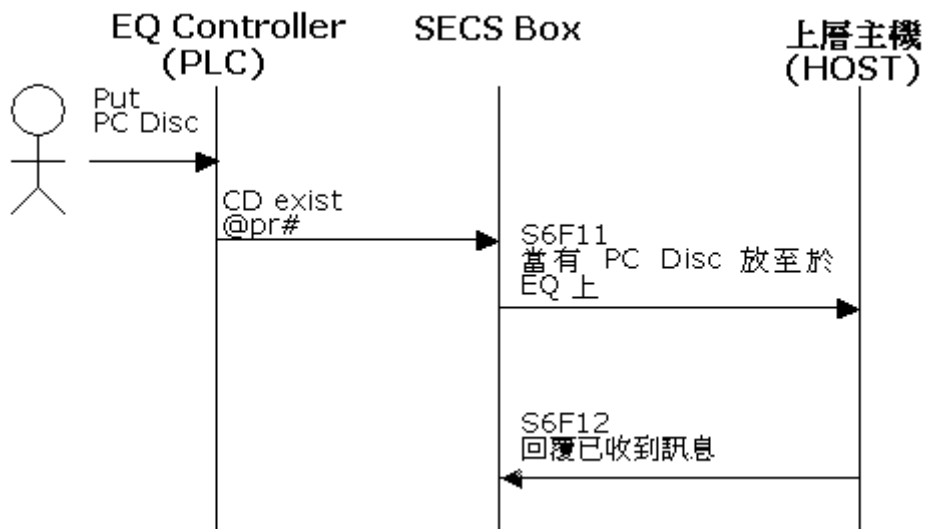 EQ Controller
(PLC)
SECS Box
上層主機
(HOST)
Put
PC Disc
CD exist
@pr#
S6F11
當有 PC Disc 放至於
EQ 上
S6F12
回覆已收到訊息